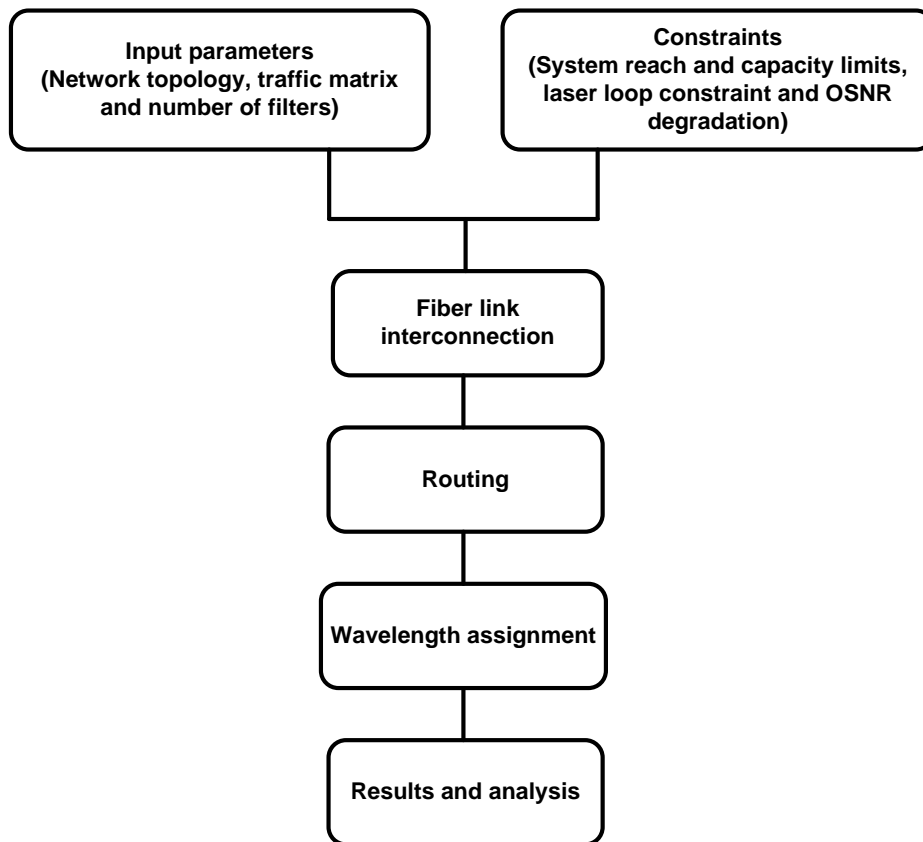 Input parameters
(Network topology, traffic matrix
and number of filters)
Constraints
(System reach and capacity limits,
laser loop constraint and OSNR
degradation)
Fiber link
interconnection
Routing
Wavelength assignment
Results and analysis